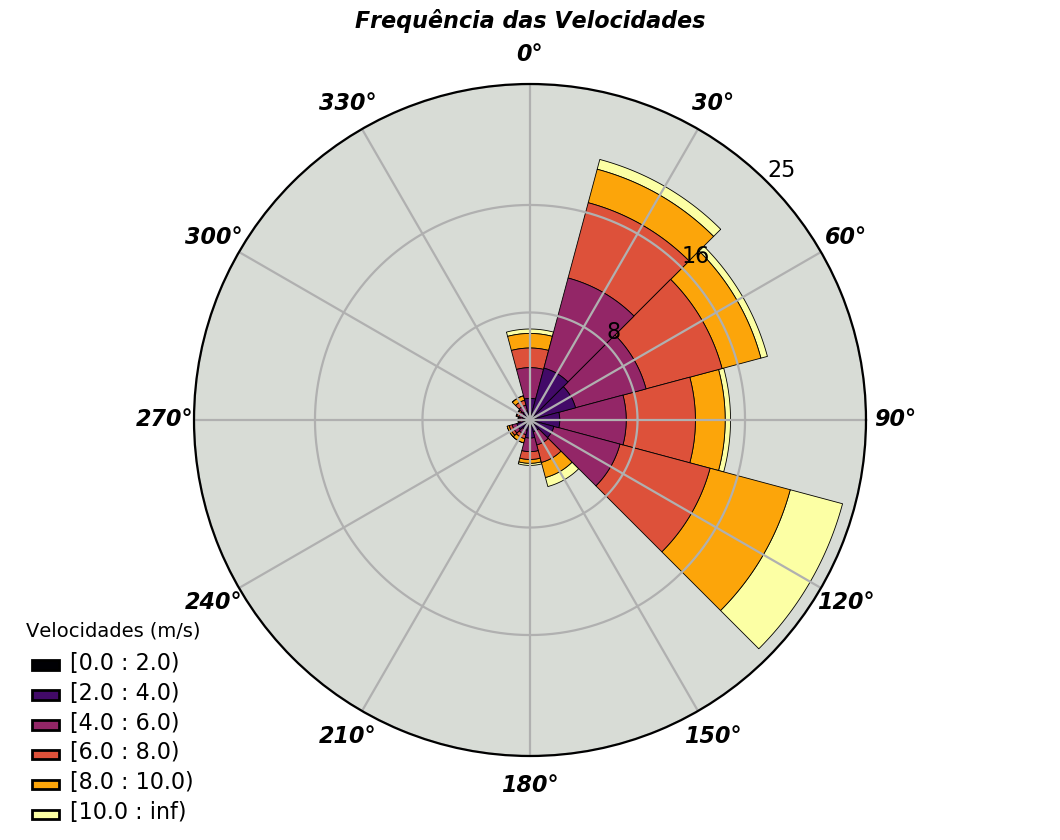 Frequência das Velocidades
0°
330°
30°
25
300°
60°
16
8
270°
90°
240°
120°
210°
150°
180°
Velocidades (m/s)
[0.0 : 2.0)
[2.0 : 4.0)
[4.0 : 6.0)
[6.0 : 8.0)
[8.0 : 10.0)
[10.0 : inf)